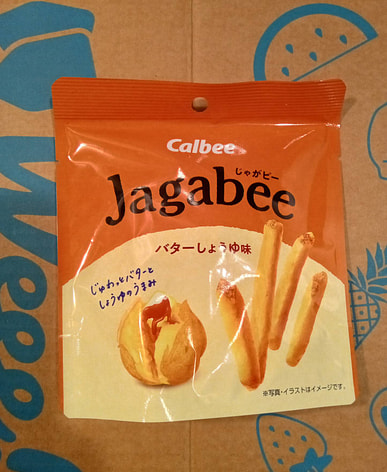 Calbee
じゃがビー
Jagabee
バターしょうゆ味
じゅわっとバターと
しょうゆのうまみ
※写真・イラストはイメージです。
Weee!